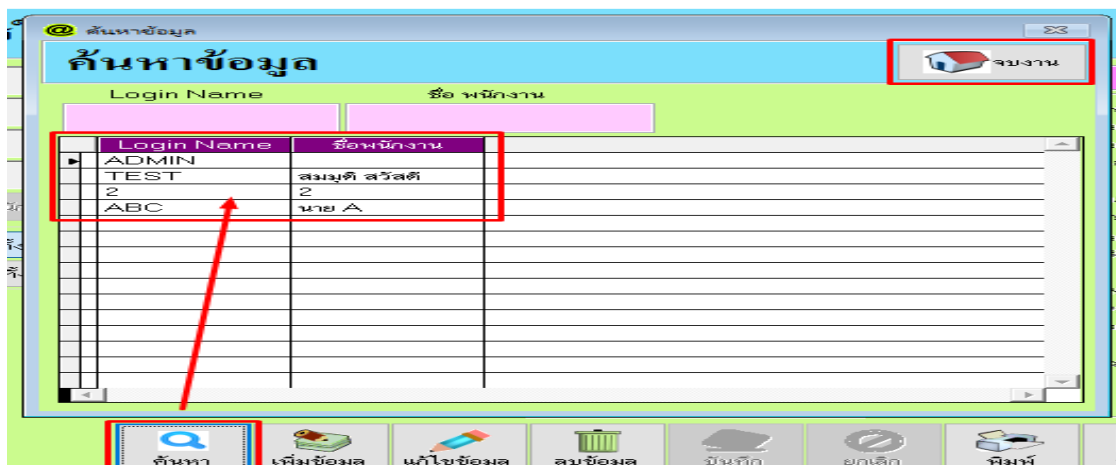 @ ค้นหาข้อมูล
ค้นหาข้อมูล
จบงาน
Login Name ชื่อ พนักงาน
Login Name ชื่อพนักงาน
ADMIN
TEST สมมุติ สวัสดี
2 2
ABC นาย A
ค้นหา เพิ่มข้อมูล แก้ไขข้อมูล ลบข้อมูล บันทึก ยกเลิก พิมพ์